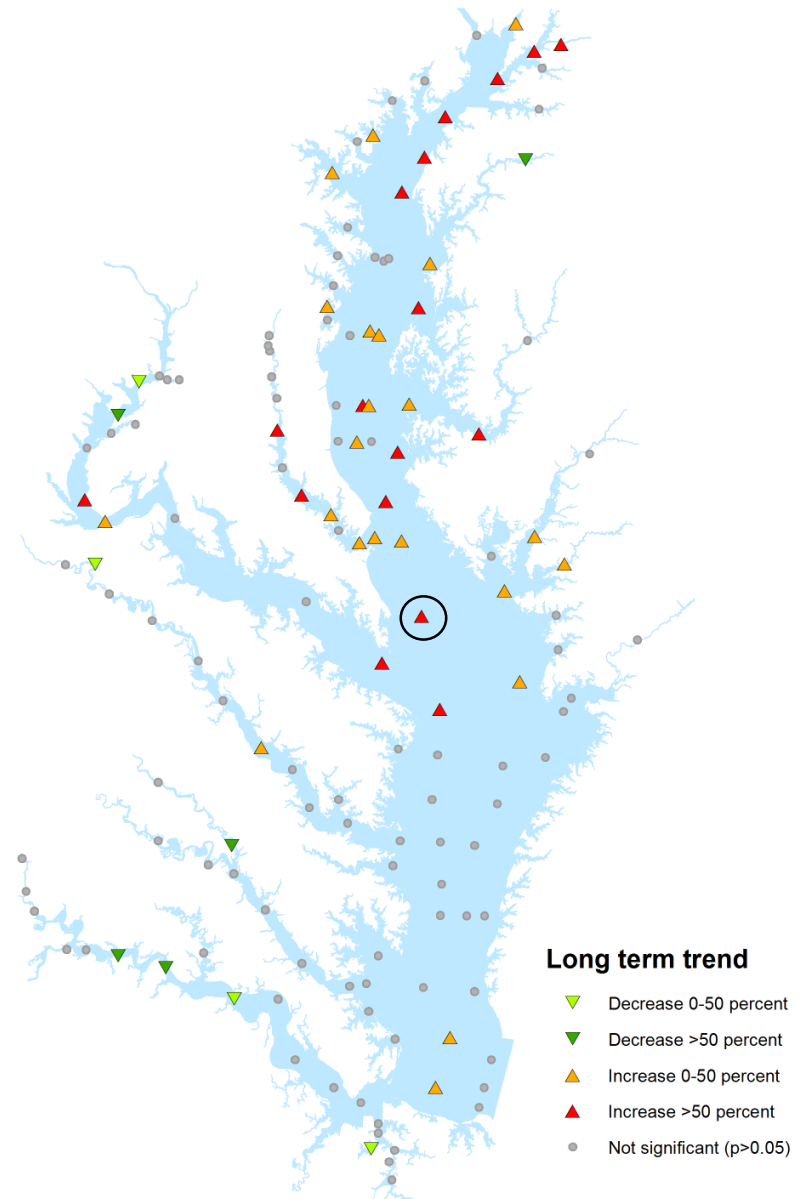 Long term trend
Decrease 0-50 percent
Decrease >50 percent
Increase 0-50 percent
Increase >50 percent
Not significant (p>0.05)